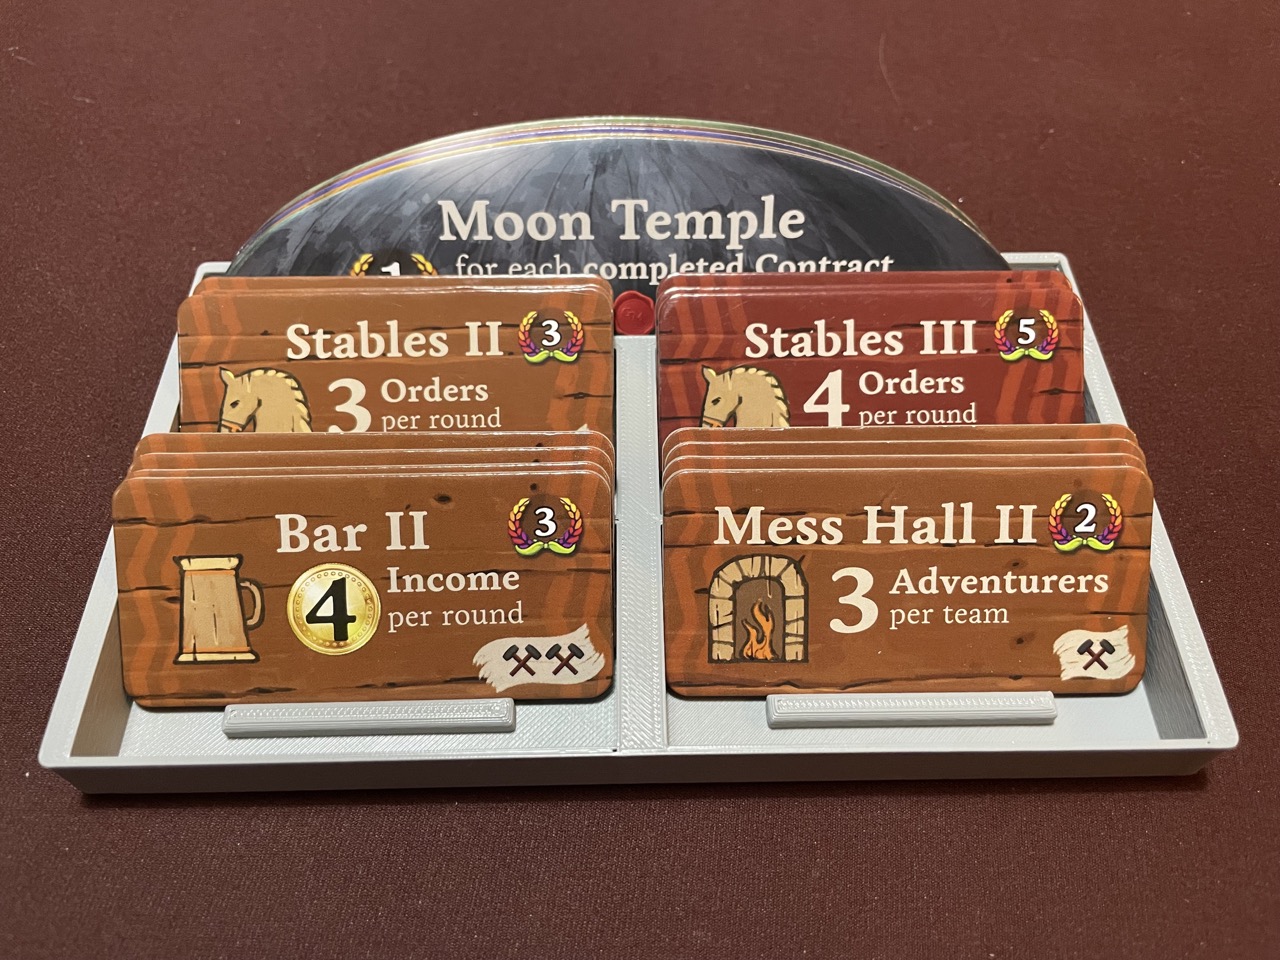 Moon Temple
1 for each completed Contract
Stables II 3
3 Orders
per round
Stables III 5
4 Orders
per round
Bar II 3
4 Income
per round
Mess Hall II 2
3 Adventurers
per team